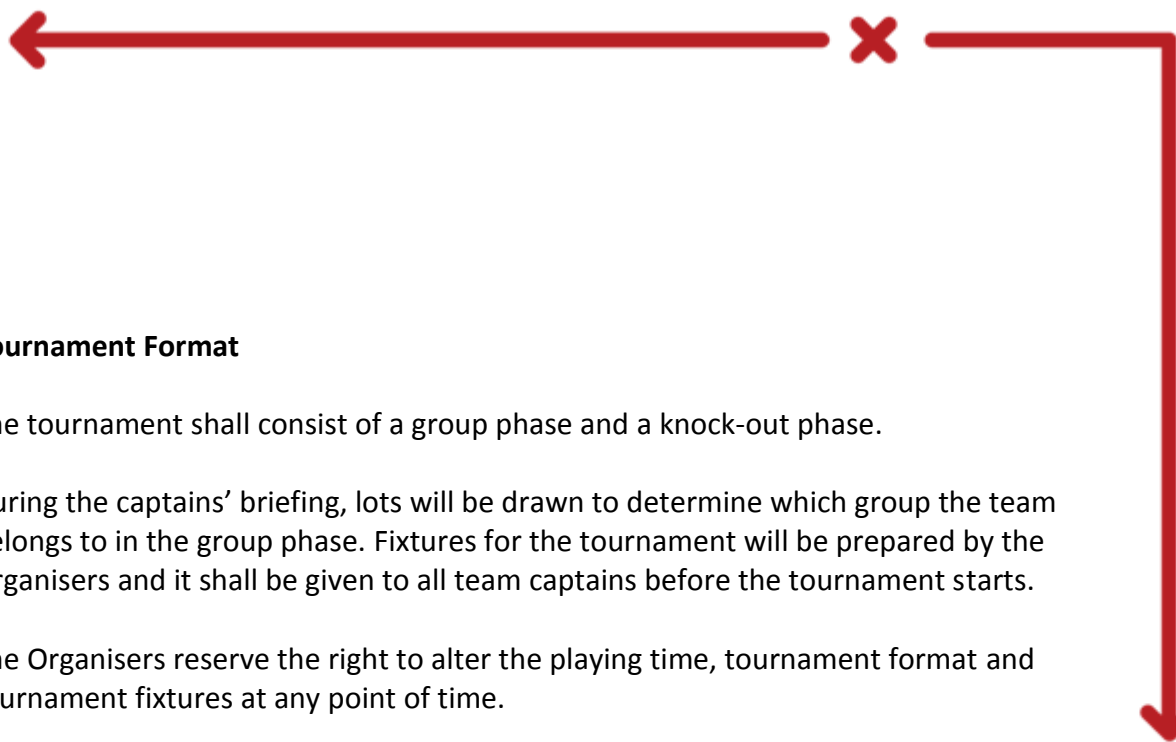 ournament Format
ne tournament shall consist of a group phase and a knock-out phase.
uring the captains’ briefing, lots will be drawn to determine which group the team
elongs to in the group phase. Fixtures for the tournament will be prepared by the
rganisers and it shall be given to all team captains before the tournament starts.
ne Organisers reserve the right to alter the playing time, tournament format and
urnament fixtures at any point of time.